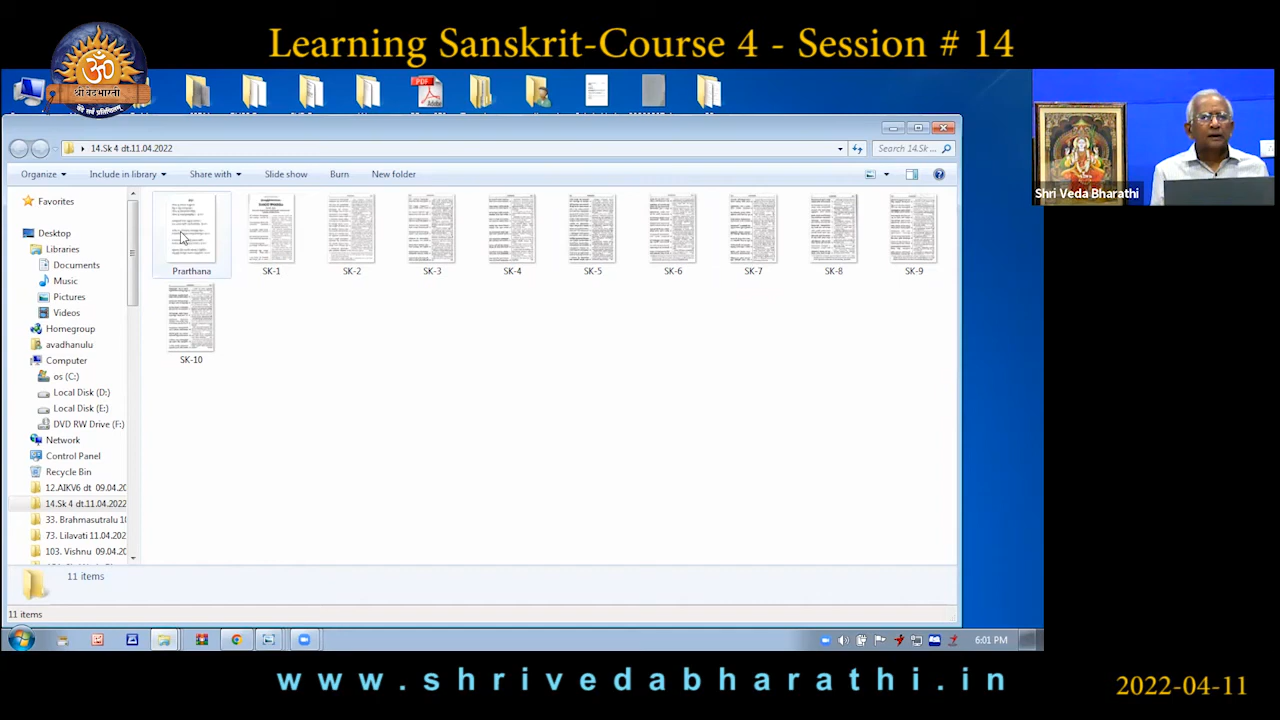 Learning Sanskrit-Course 4 - Session # 14
ॐ
श्री वेदभारती
Shri Veda Bharathi
14.Sk 4 dt.11.04.2022
Search 14.Sk ...
Organize
Include in library
Share with
Slide show
Burn
New folder
Favorites
Desktop
Libraries
Documents
Music
Pictures
Videos
Homegroup
avadhanulu
Computer
os (C:)
Local Disk (D:)
Local Disk (E:)
DVD RW Drive (F:)
Network
Control Panel
Recycle Bin
12.AIKV6 dt 09.04.20
14.Sk 4 dt.11.04.2022
33. Brahmasutralu 10
73. Lilavati 11.04.202
103. Vishnu 09.04.20
Prarthana
SK-1
SK-2
SK-3
SK-4
SK-5
SK-6
SK-7
SK-8
SK-9
SK-10
11 items
11 items
6:01 PM
www.shrivedabharathi.in
2022-04-11